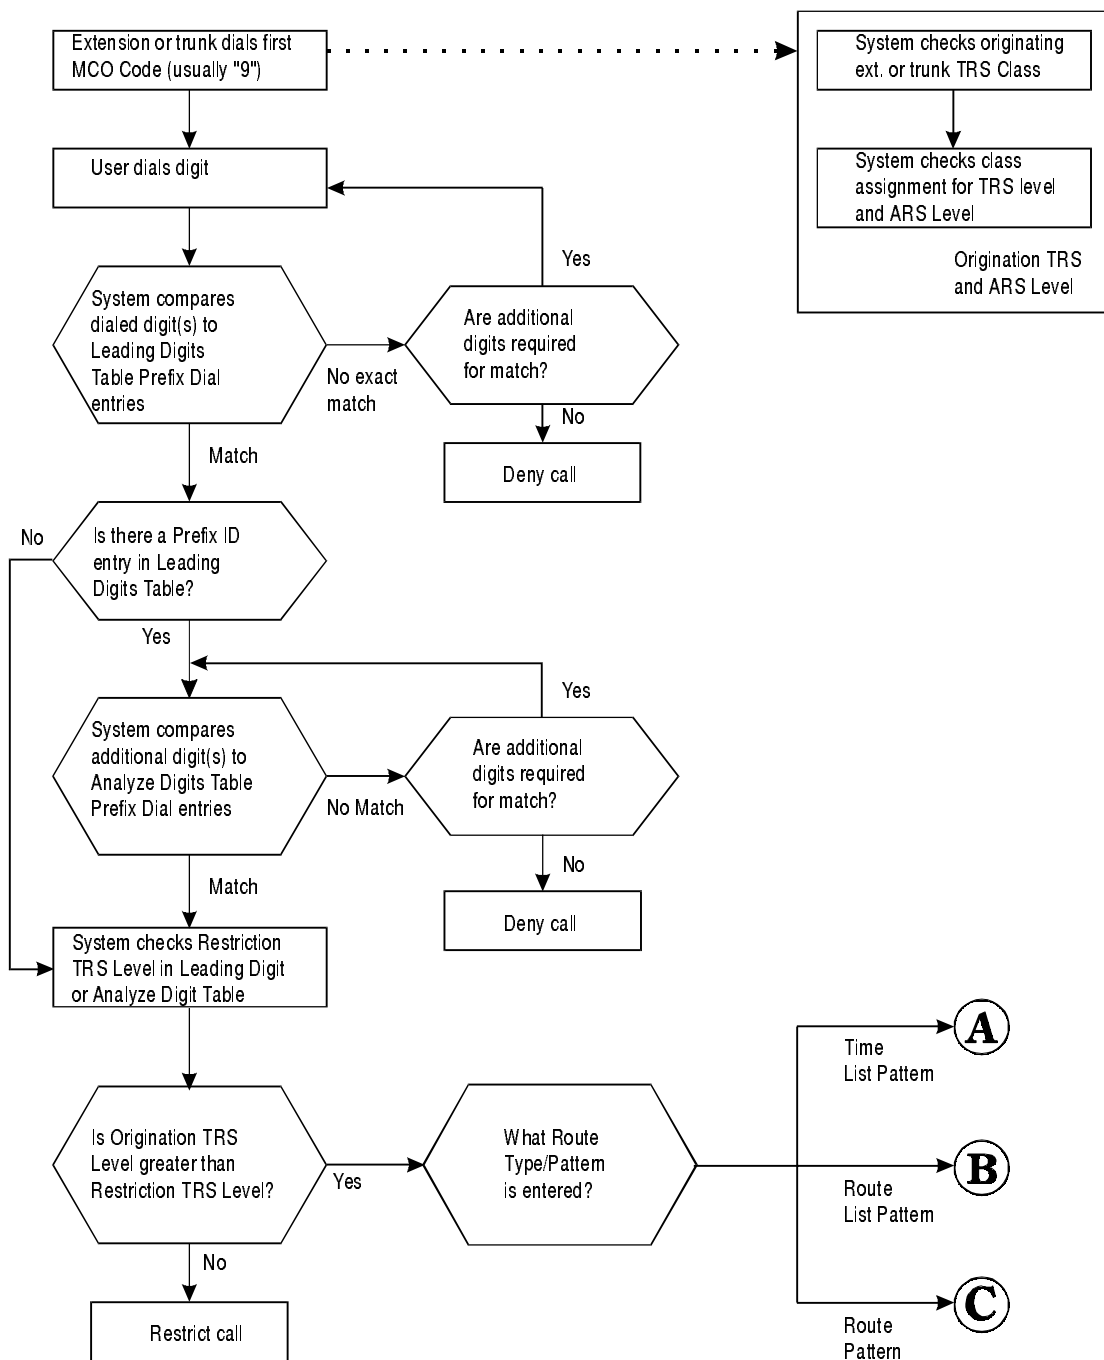 Extension or trunk dials first
MCO Code (usually "9")
System checks originating
ext. or trunk TRS Class
User dials digit
System checks class
assignment for TRS level
and ARS Level
Origination TRS
and ARS Level
Yes
System compares
dialed digit(s) to
Leading Digits
Table Prefix Dial
entries
Are additional
digits required
for match?
No exact
match
No
Match
Deny call
No
Is there a Prefix ID
entry in Leading
Digits Table?
Yes
Yes
System compares
additional digit(s) to
Analyze Digits Table
Prefix Dial entries
Are additional
digits required
for match?
No Match
No
Match
Deny call
System checks Restriction
TRS Level in Leading Digit
or Analyze Digit Table
A
Time
List Pattern
Is Origination TRS
Level greater than
Restriction TRS Level?
Yes
What Route
Type/Pattern
is entered?
B
Route
List Pattern
No
C
Route
Pattern
Restrict call